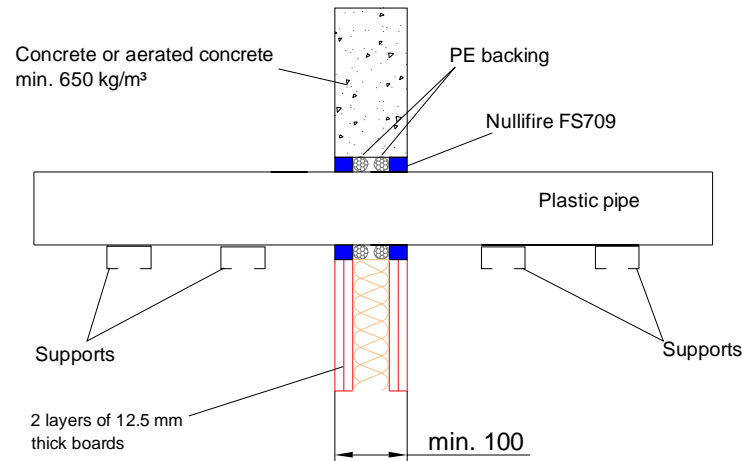 Concrete or aerated concrete
min. 650 kg/m³
PE backing
Nullifire FS709
Plastic pipe
Supports
Supports
2 layers of 12.5 mm
thick boards
min. 100